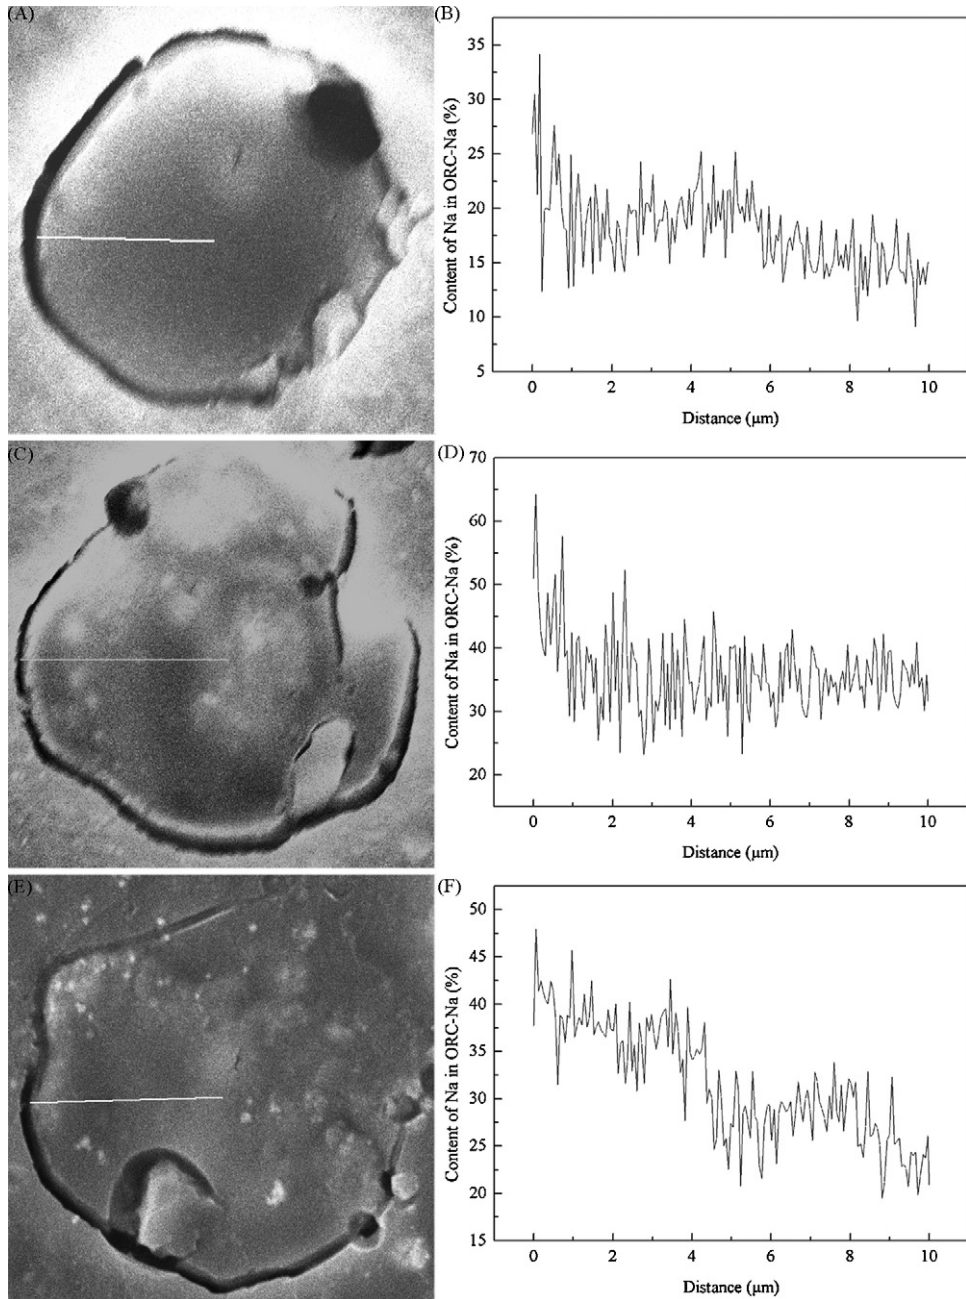 (A)
(B)
Content of Na in ORC-Na (%)
35
30
25
20
15
10
5
0 2 4 6 8 10
Distance (μm)
(C)
(D)
Content of Na in ORC-Na (%)
70
60
50
40
30
20
0 2 4 6 8 10
Distance (μm)
(E)
(F)
Content of Na in ORC-Na (%)
50
45
40
35
30
25
20
15
0 2 4 6 8 10
Distance (μm)